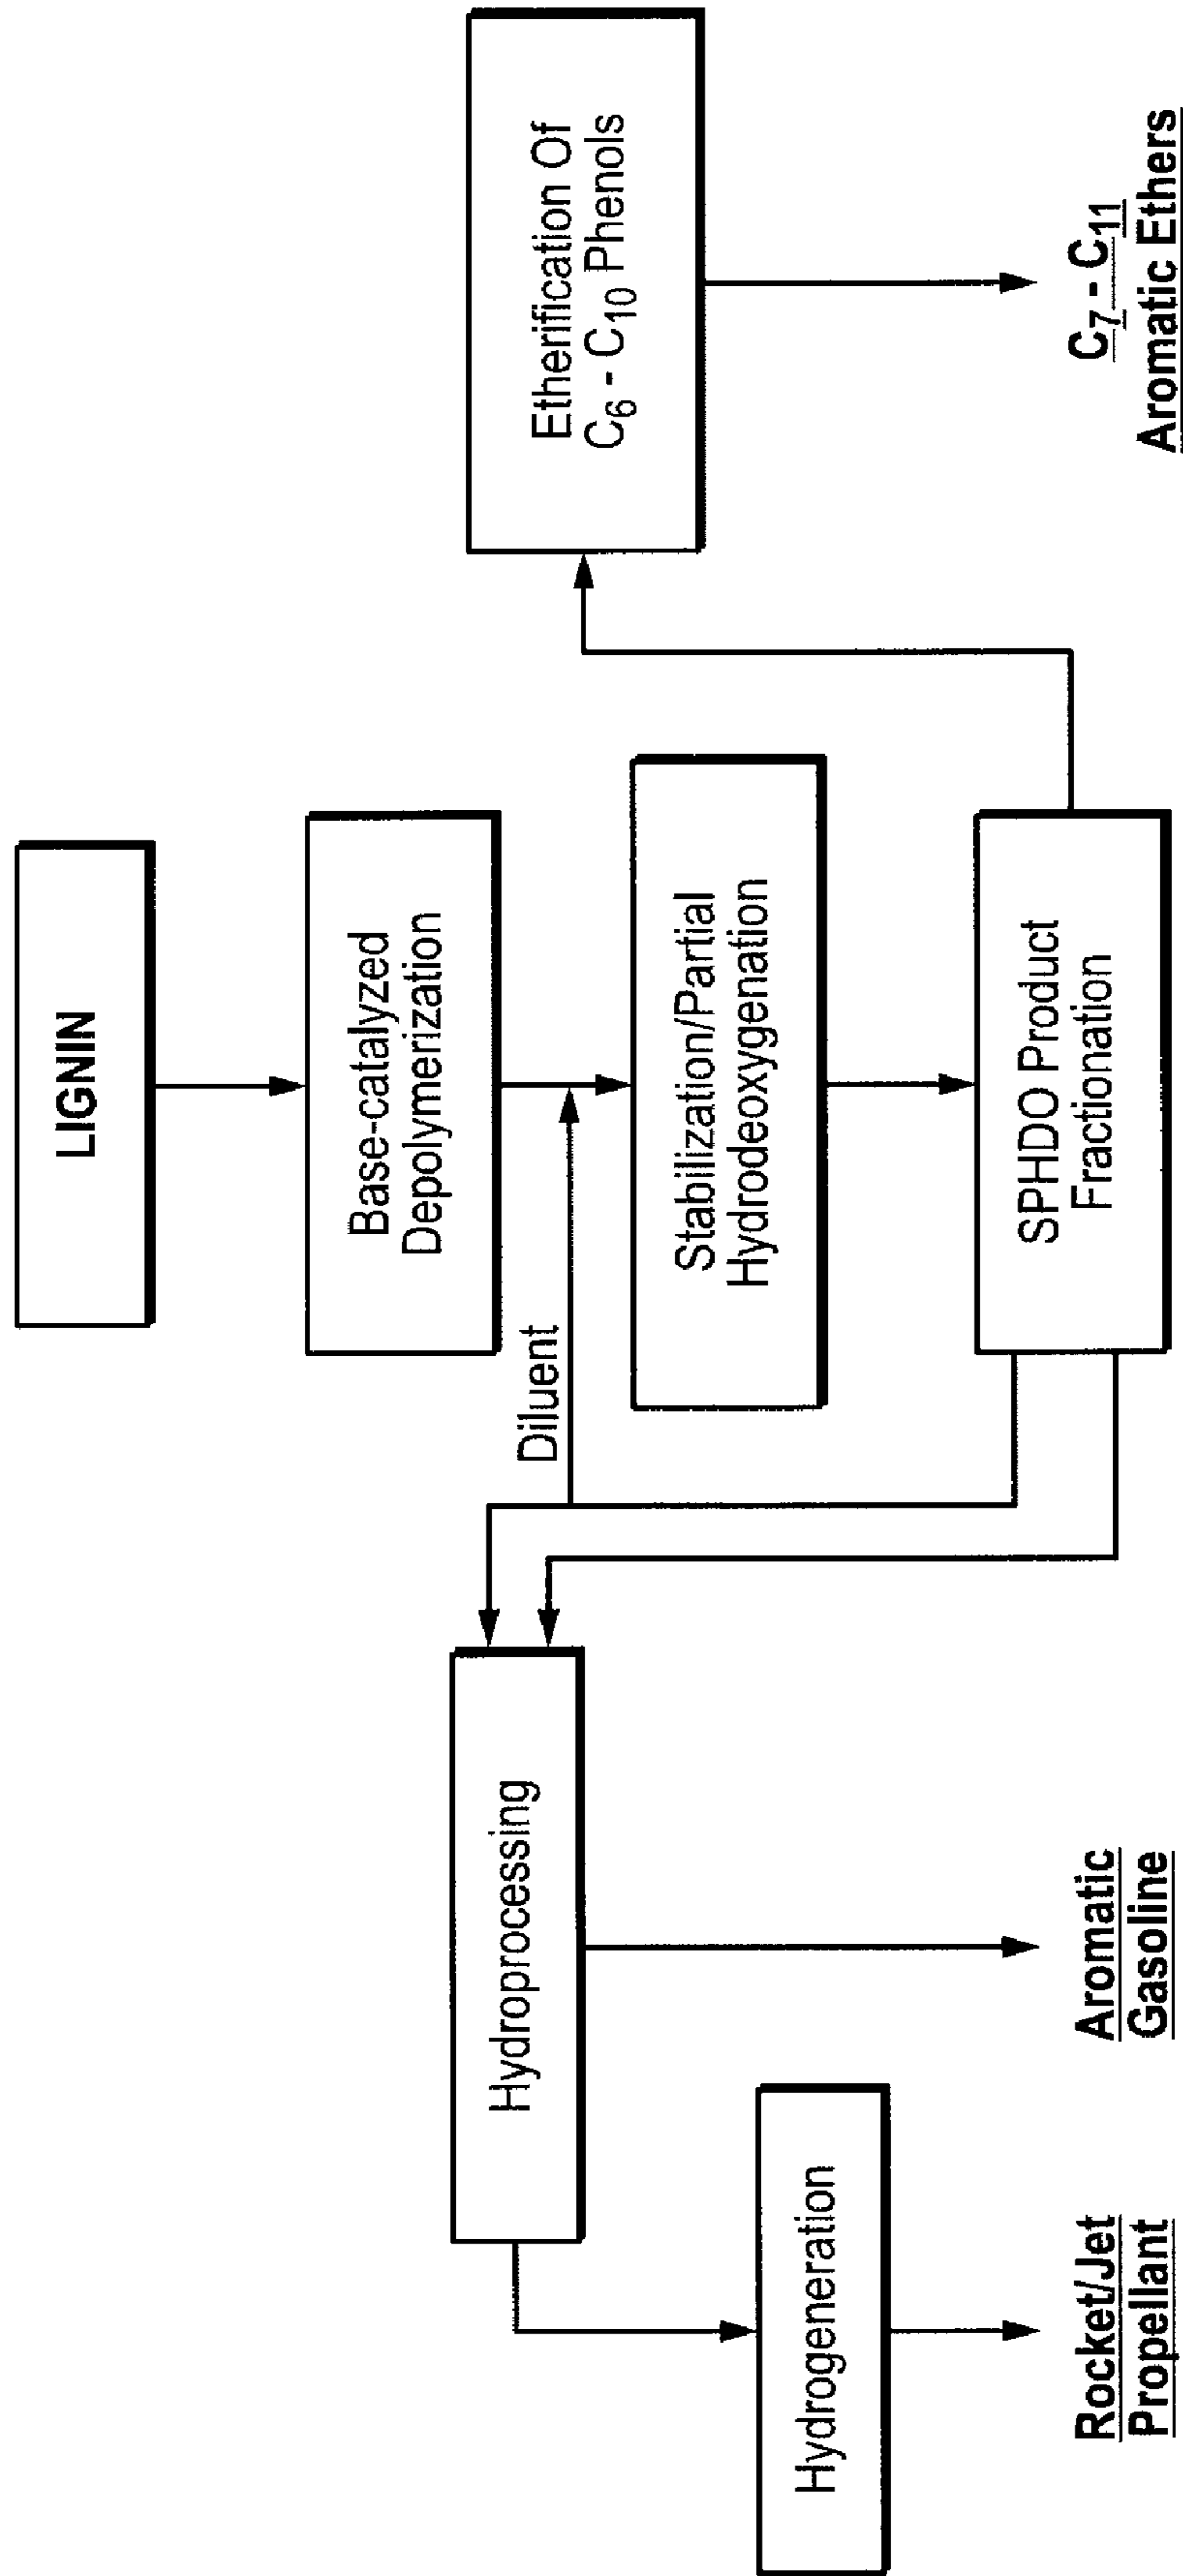 LIGNIN
Base-catalyzed
Depolymerization
Diluent
Stabilization/Partial
Hydrodeoxygenation
SPHDO Product
Fractionation
Etherification Of
C6 - C10 Phenols
C7 - C11
Aromatic Ethers
Hydroprocessing
Aromatic
Gasoline
Hydrogeneration
Rocket/Jet
Propellant